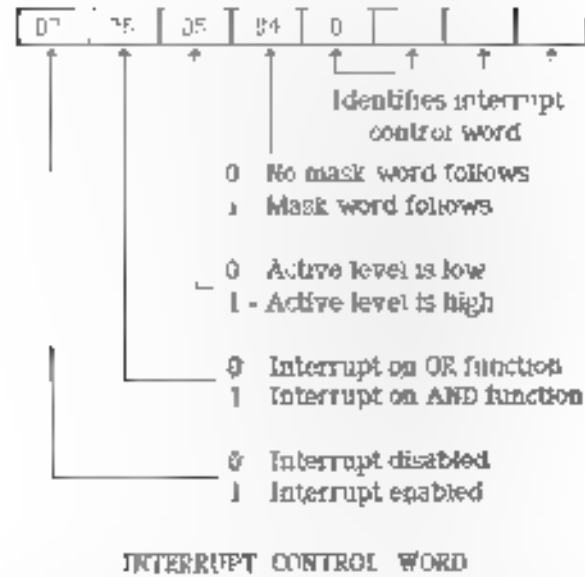 D7 D6 D5 D4 0
Identifies interrupt
control word
0 No mask word follows
1 Mask word follows
0 Active level is low
1 - Active level is high
0 Interrupt on OR function
1 Interrupt on AND function
0 Interrupt disabled
1 Interrupt enabled
INTERRUPT CONTROL WORD